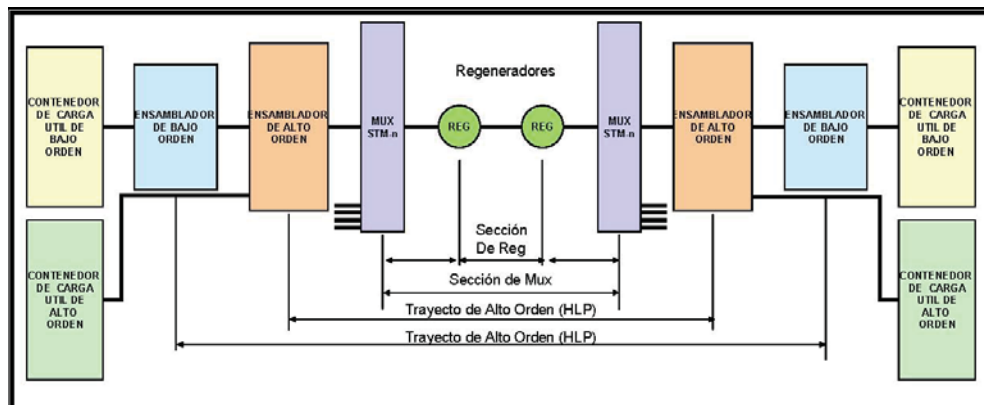 CONTENEDOR
DE CARGA
UTIL DE
BAJO
ORDEN
ENSAMBLADOR
DE BAJO
ORDEN
ENSAMBLADOR
DE ALTO
ORDEN
MUX
STM-n
Regeneradores
REG
REG
MUX
STM-n
ENSAMBLADOR
DE ALTO
ORDEN
ENSAMBLADOR
DE BAJO
ORDEN
CONTENEDOR
DE CARGA
UTIL DE
BAJO
ORDEN
CONTENEDOR
DE CARGA
UTIL DE
ALTO
ORDEN
Sección
De Reg
Sección de Mux
Trayecto de Alto Orden (HLP)
Trayecto de Alto Orden (HLP)
CONTENEDOR
DE CARGA
UTIL DE
ALTO
ORDEN